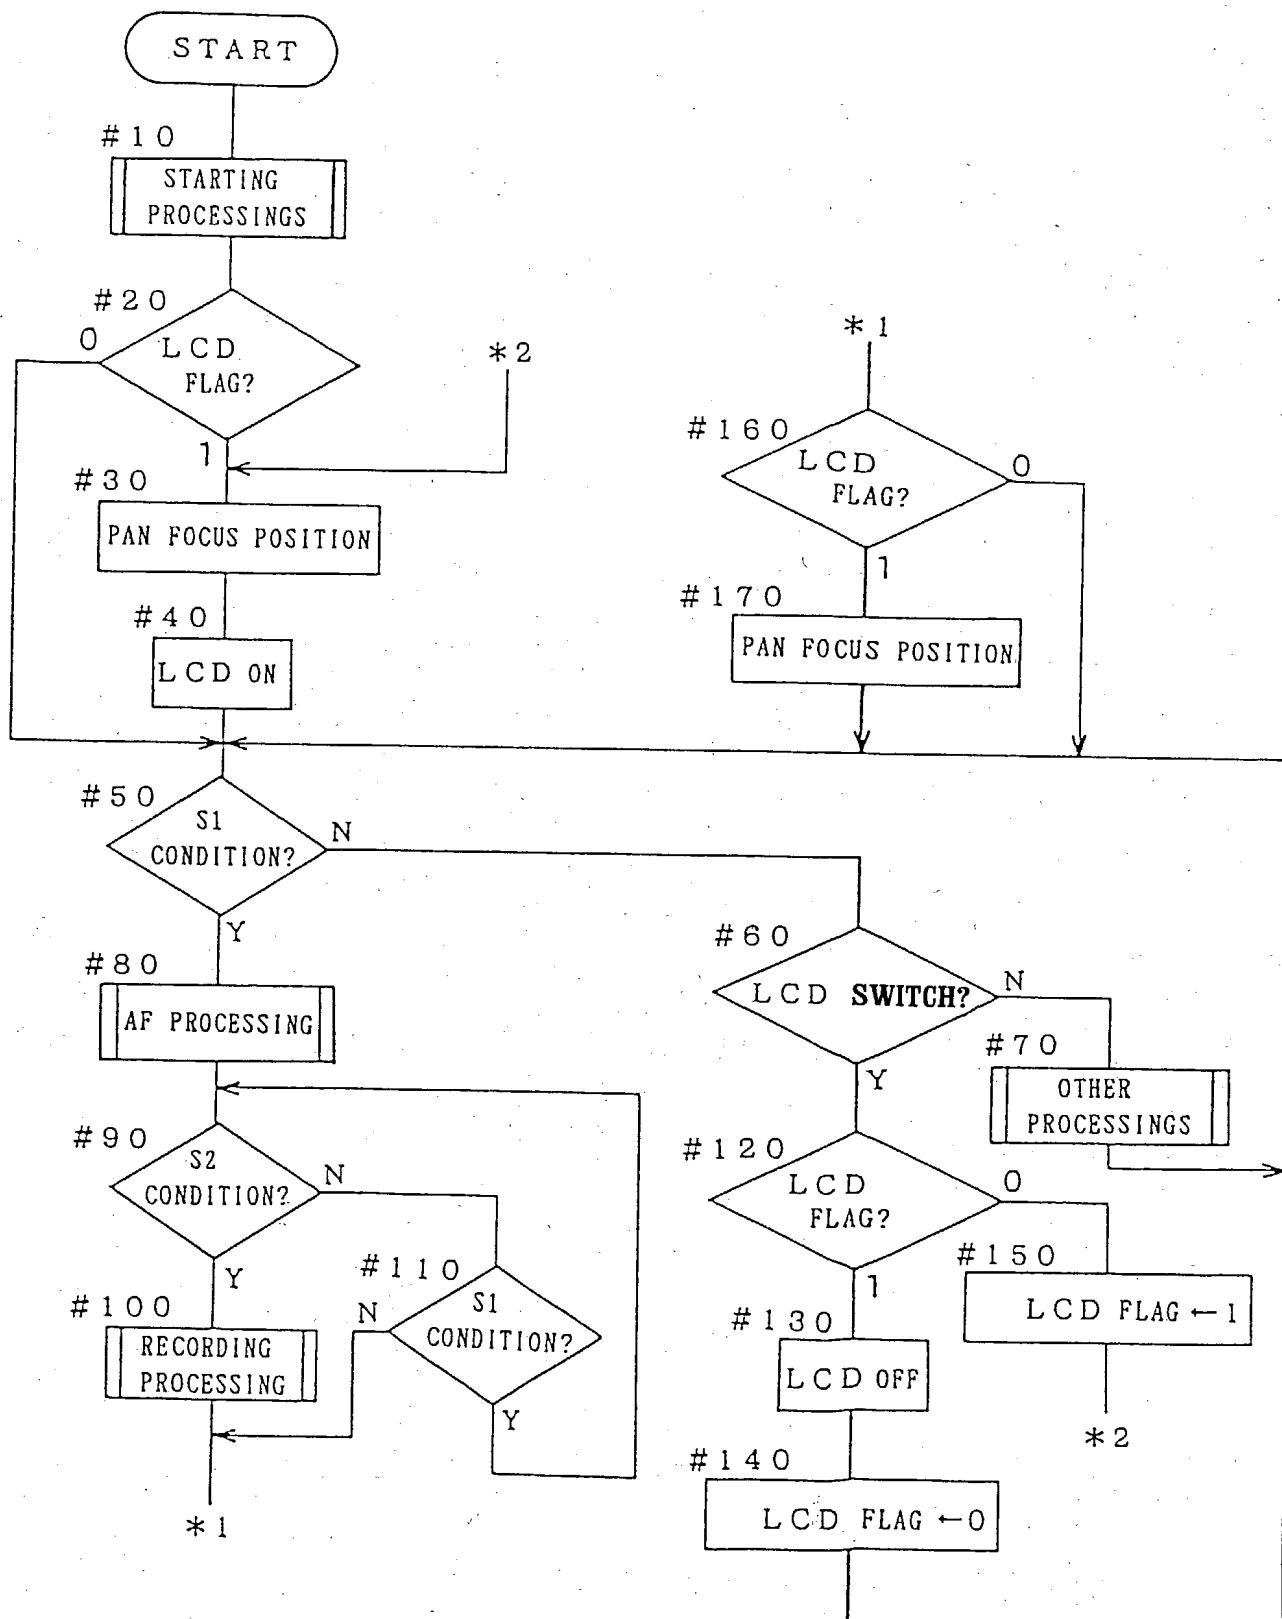 START
#10
STARTING
PROCESSINGS
#20
0
LCD
FLAG?
1
*2
#30
PAN FOCUS POSITION
#40
LCD ON
*1
#160
LCD
FLAG?
0
1
#170
PAN FOCUS POSITION
#50
S1
CONDITION?
N
Y
#60
LCD SWITCH?
N
Y
#70
OTHER
PROCESSINGS
#80
AF PROCESSING
#90
S2
CONDITION?
N
Y
#100
RECORDING
PROCESSING
#110
S1
CONDITION?
N
Y
*1
#120
LCD
FLAG?
0
1
#130
LCD OFF
#140
LCD FLAG ←0
#150
LCD FLAG ←1
*2